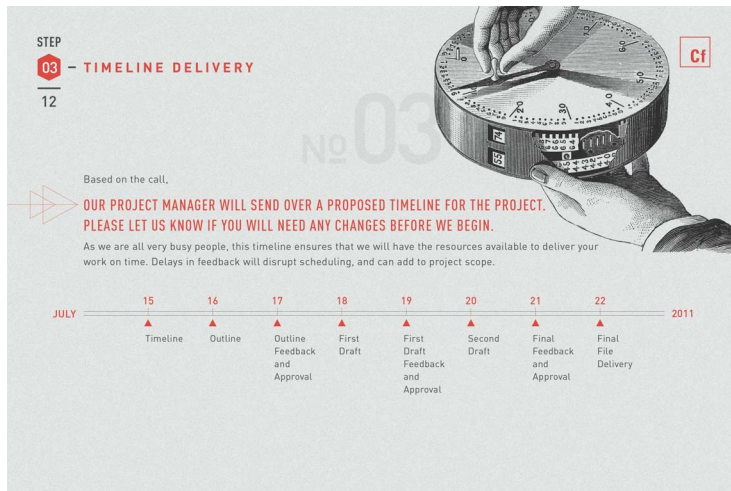 STEP
03 – TIMELINE DELIVERY
12
Cf
Nº 03
Based on the call,
OUR PROJECT MANAGER WILL SEND OVER A PROPOSED TIMELINE FOR THE PROJECT.
PLEASE LET US KNOW IF YOU WILL NEED ANY CHANGES BEFORE WE BEGIN.
As we are all very busy people, this timeline ensures that we will have the resources available to deliver your
work on time. Delays in feedback will disrupt scheduling, and can add to project scope.
JULY
15 16 17 18 19 20 21 22
2011
Timeline
Outline
Outline
Feedback
and
Approval
First
Draft
First
Draft
Feedback
and
Approval
Second
Draft
Final
Feedback
and
Approval
Final
File
Delivery